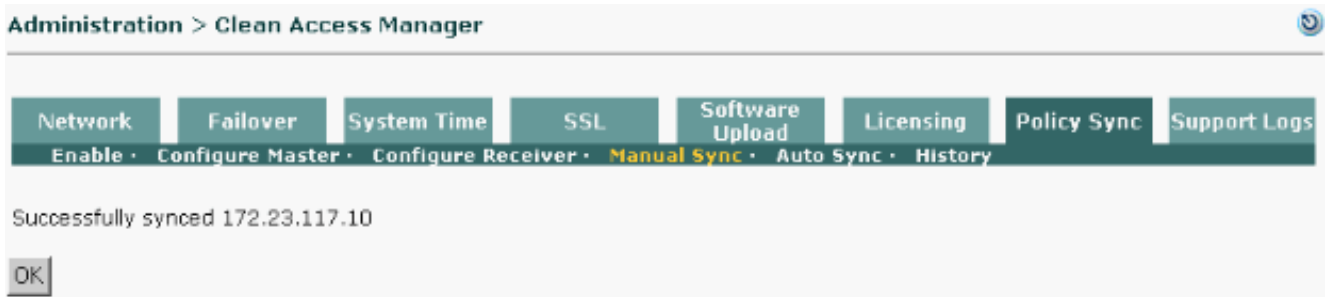 Administration > Clean Access Manager
Network Failover System Time SSL Software Upload Licensing Policy Sync Support Logs
Enable · Configure Master · Configure Receiver · Manual Sync · Auto Sync · History
Successfully synced 172.23.117.10
OK